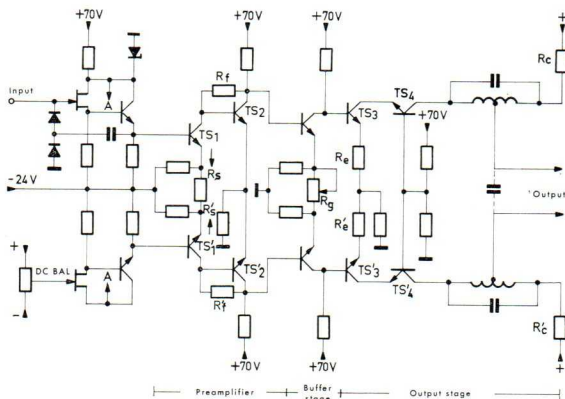 +70V
+70V
+70V
Input
A
Rf
TS2
TS1
TS3
TS4
Rc
+
+70V
Rs
Re
-24V
Rg
Output
R's
R'e
+
DC BAL
A
-
TS'1
TS'2
TS'3
TS'4
R'f
R'c
+70V
+70V
+
Preamplifier
Buffer
stage
Output stage